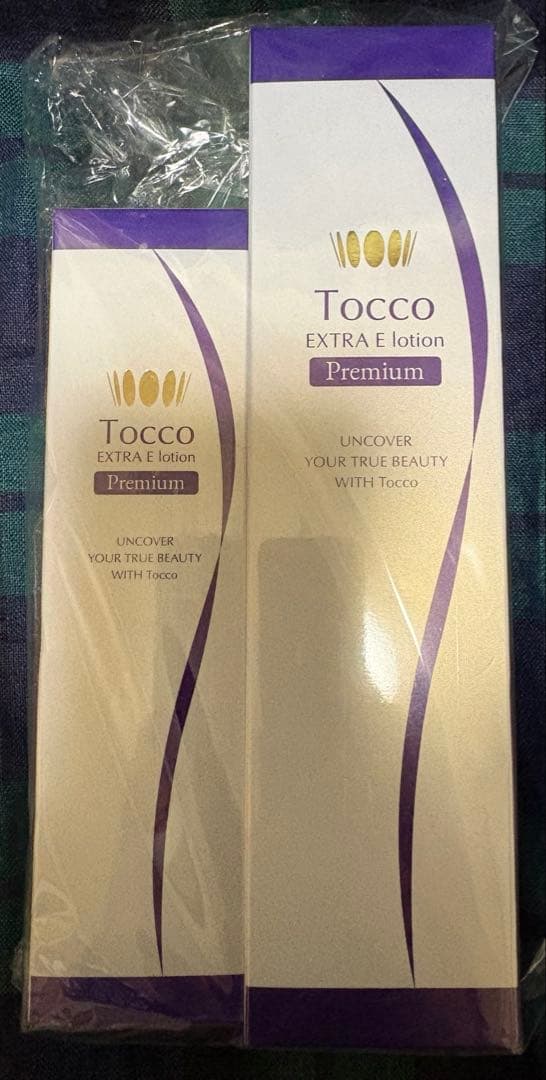 Tocco
EXTRA E lotion
Premium
UNCOVER
YOUR TRUE BEAUTY
WITH Tocco
Tocco
EXTRA E lotion
Premium
UNCOVER
YOUR TRUE BEAUTY
WITH Tocco